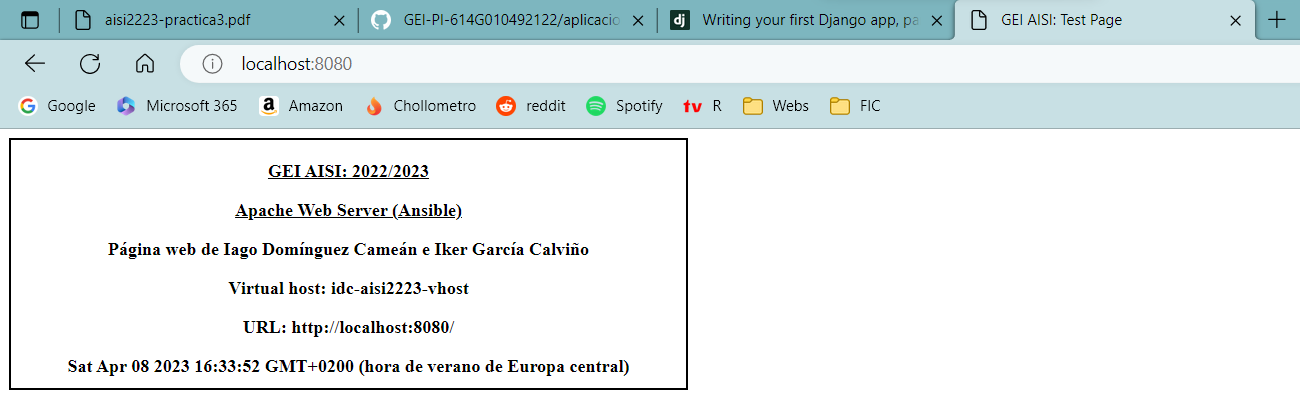 aisi2223-practica3.pdf
GEI-PI-614G010492122/aplicacio
Writing your first Django app, pa
GEI AISI: Test Page
localhost:8080
Google
Microsoft 365
Amazon
Chollometro
reddit
Spotify
tv R
Webs
FIC
GEI AISI: 2022/2023
Apache Web Server (Ansible)
Página web de Iago Domínguez Cameán e Iker García Calviño
Virtual host: idc-aisi2223-vhost
URL: http://localhost:8080/
Sat Apr 08 2023 16:33:52 GMT+0200 (hora de verano de Europa central)